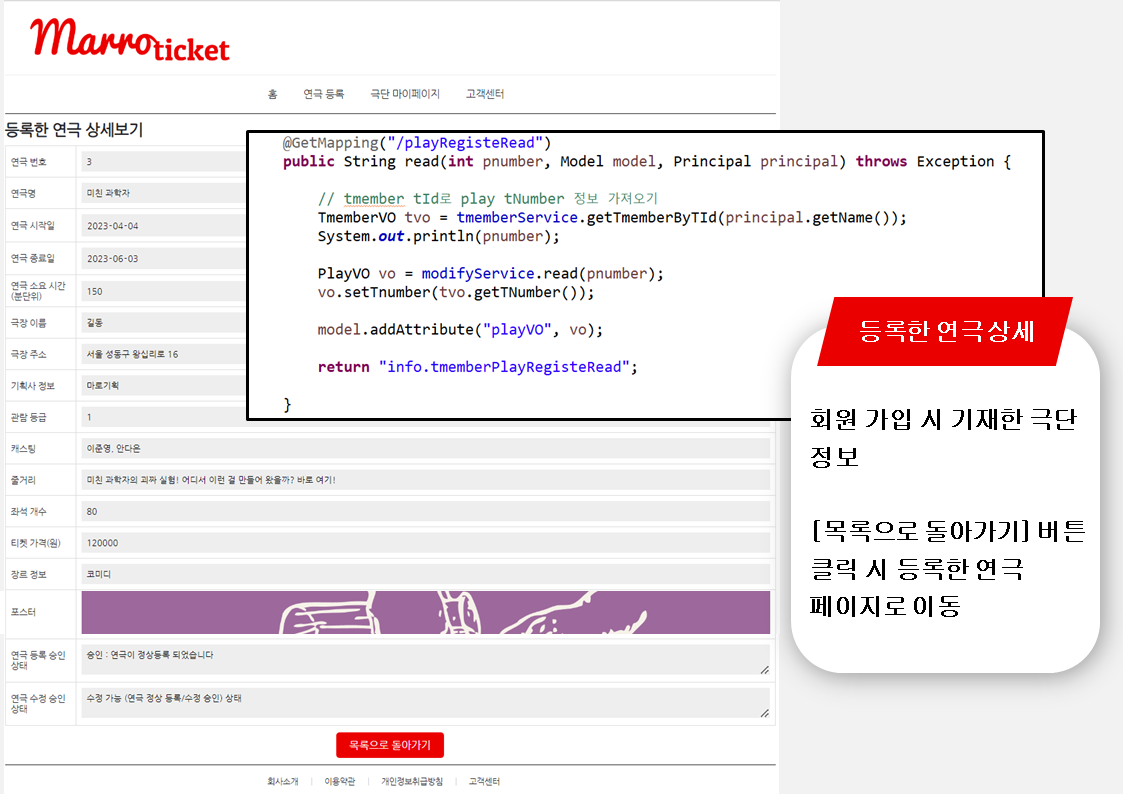 Marro ticket
홈 연극 등록 극단 마이페이지 고객센터
등록한 연극 상세보기
연극 번호 3
연극명 미친 과학자
연극 시작일 2023-04-04
연극 종료일 2023-06-03
연극 소요 시간
(분단위) 150
극장 이름 길동
극장 주소 서울 성동구 왕십리로 16
기획사 정보 마로기획
관람 등급 1
캐스팅 이준영, 안다은
줄거리 미친 과학자의 괴짜 실험! 어디서 이런 걸 만들어 왔을까? 바로 여기!
좌석 개수 80
티켓 가격(원) 120000
장르 정보 코미디
포스터
연극 등록 승인
상태 승인 : 연극이 정상등록 되었습니다
연극 수정 승인
상태 수정 가능 (연극 정상 등록/수정 승인) 상태
목록으로 돌아가기
회사소개 | 이용약관 | 개인정보취급방침 | 고객센터
@GetMapping("/playRegisteRead")
public String read(int pnumber, Model model, Principal principal) throws Exception {
// tmember tId로 play tNumber 정보 가져오기
TmemberVO tvo = tmemberService.getTmemberByTId(principal.getName());
System.out.println(pnumber);
PlayVO vo = modifyService.read(pnumber);
vo.setTnumber(tvo.getTNumber());
model.addAttribute("playVO", vo);
return "info.tmemberPlayRegisteRead";
}
등록한 연극 상세
회원 가입 시 기재한 극단
정보
[목록으로 돌아가기] 버튼
클릭 시 등록한 연극
페이지로 이동